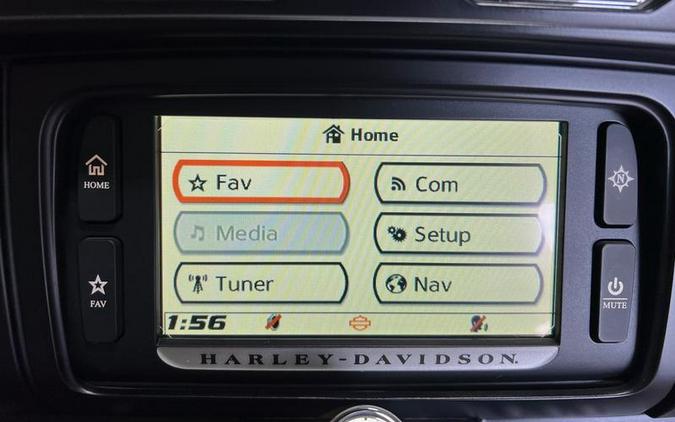 Home
Fav
Com
Media
Setup
Tuner
Nav
1:56
HARLEY-DAVIDSON
HOME
FAV
N
MUTE